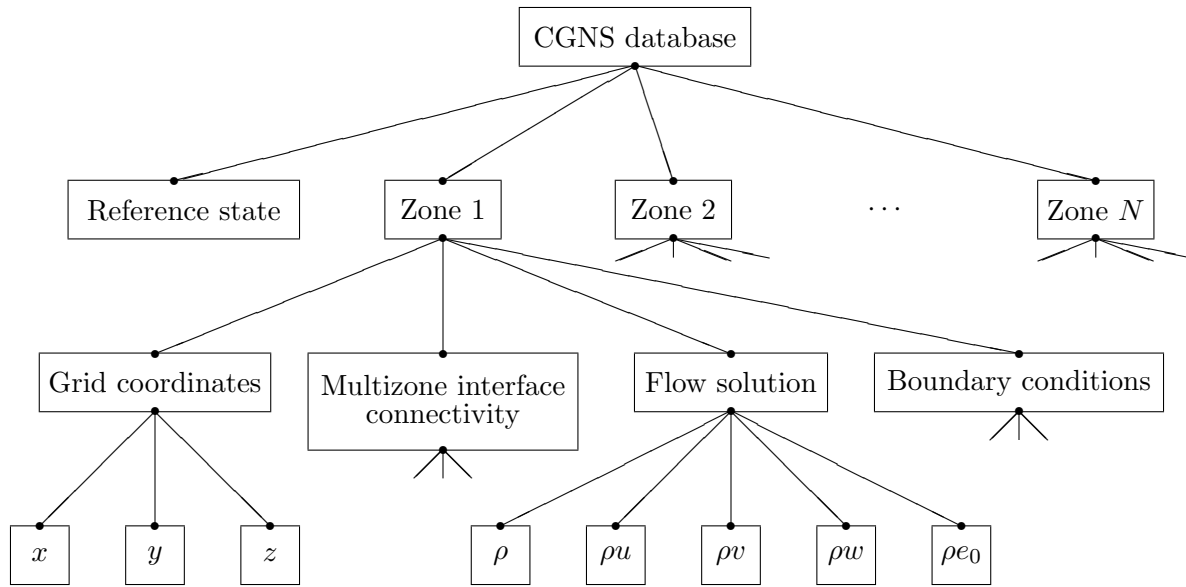 CGNS database
Reference state
Zone 1
Zone 2
...
Zone N
Grid coordinates
Multizone interface
connectivity
Flow solution
Boundary conditions
x
y
z
ρ
ρu
ρv
ρw
ρe₀